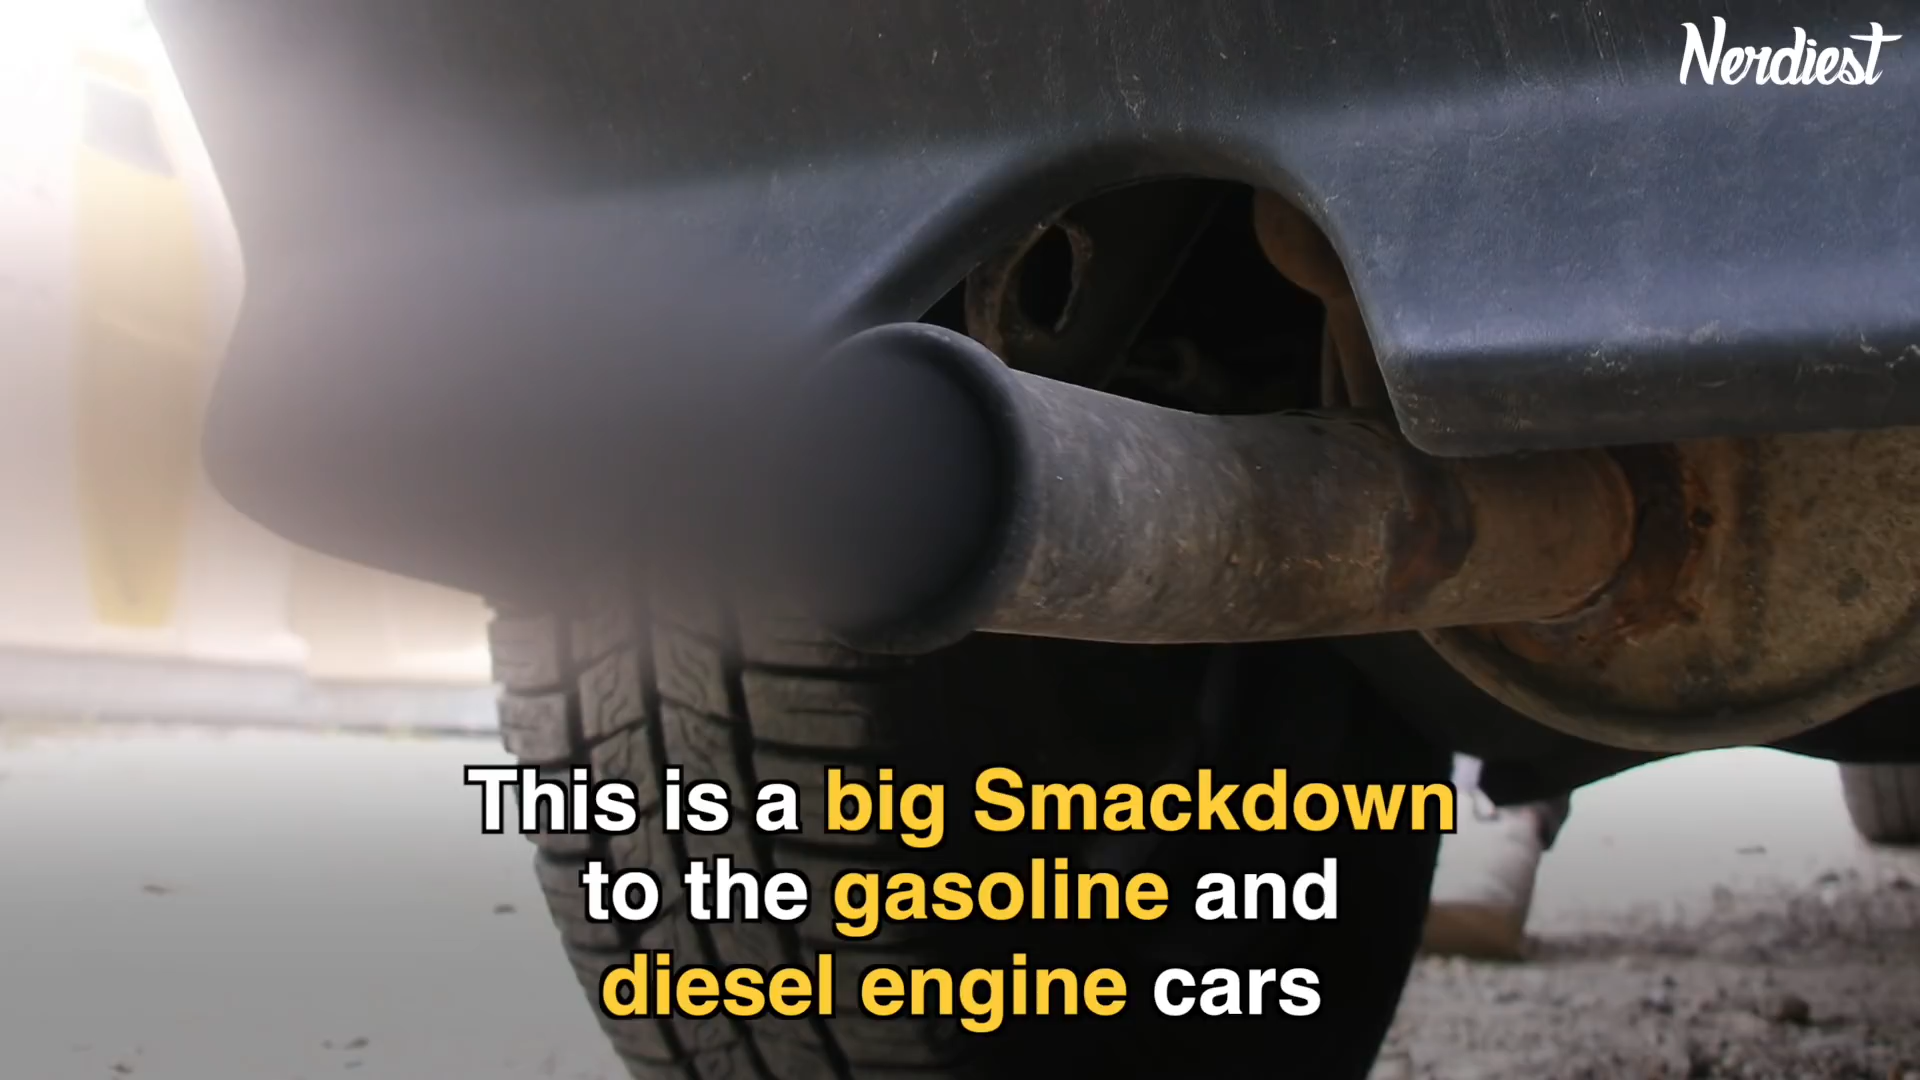 Nerdiest
This is a big Smackdown
to the gasoline and
diesel engine cars